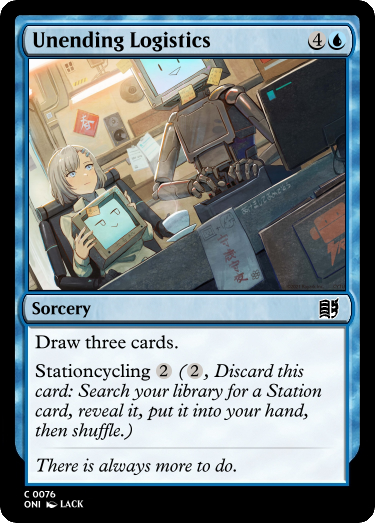 Unending Logistics 4
Sorcery
Draw three cards.
Stationcycling 2 (2, Discard this
card: Search your library for a Station
card, reveal it, put it into your hand,
then shuffle.)
There is always more to do.
C 0076
ONI LACK